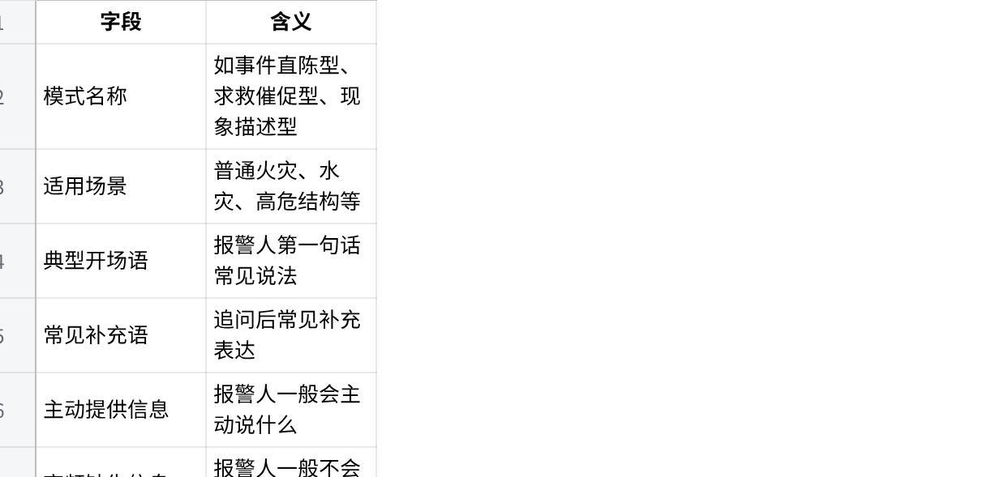 1
字段
含义
2
模式名称
如事件直陈型、
求救催促型、现
象描述型
3
适用场景
普通火灾、水
灾、高危结构等
4
典型开场语
报警人第一句话
常见说法
5
常见补充语
追问后常见补充
表达
6
主动提供信息
报警人一般会主
动说什么
报警人一般不会